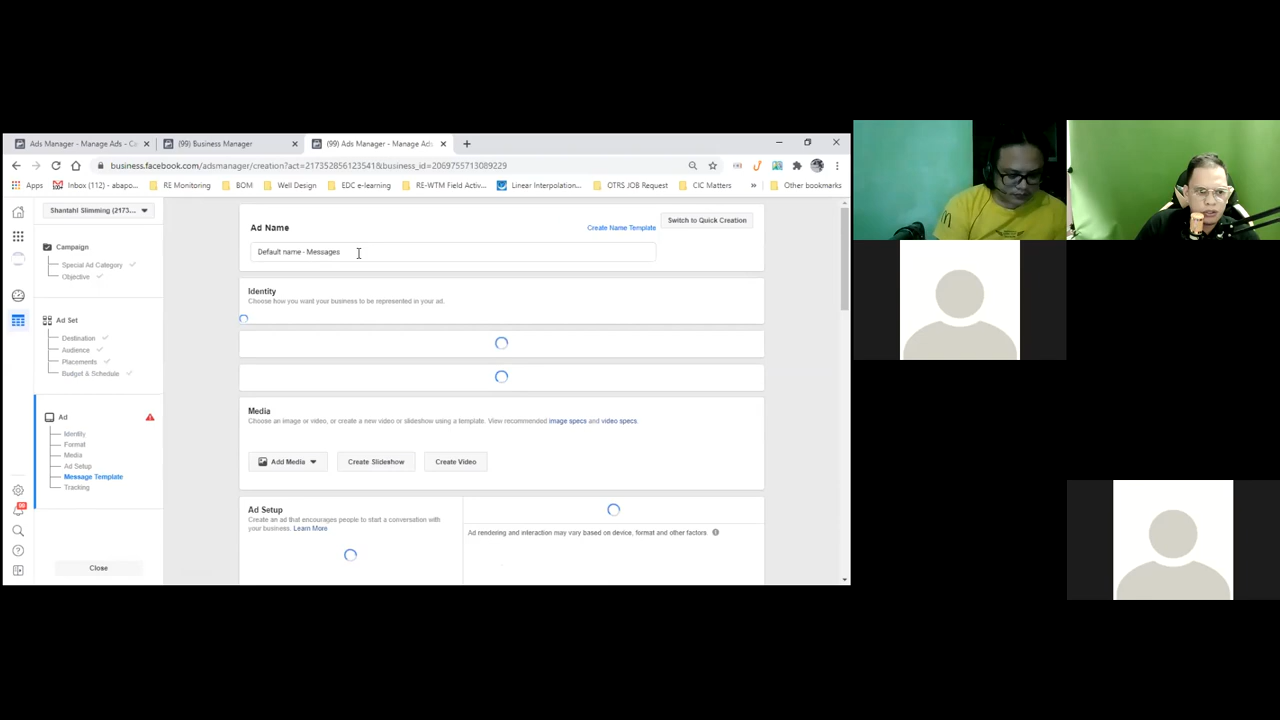 Ads Manager - Manage Ads - Co
(99) Business Manager
(99) Ads Manager - Manage Ads
business.facebook.com/adsmanager/creation?act=217352856123541&business_id=2069755713089229
Apps
Inbox (112) - abapo...
RE Monitoring
BOM
Well Design
EDC e-learning
RE-WTM Field Activ...
Linear Interpolation...
OTRS JOB Request
CIC Matters
Other bookmarks
Shantahl Slimming (2173...
Campaign
Special Ad Category
Objective
Ad Set
Destination
Audience
Placements
Budget & Schedule
Ad
Identity
Format
Media
Ad Setup
Message Template
Tracking
Close
Ad Name
Create Name Template
Switch to Quick Creation
Default name - Messages
Identity
Choose how you want your business to be represented in your ad.
Media
Choose an image or video, or create a new video or slideshow using a template. View recommended image specs and video specs.
Add Media
Create Slideshow
Create Video
Ad Setup
Create an ad that encourages people to start a conversation with
your business. Learn More
Ad rendering and interaction may vary based on device, format and other factors.